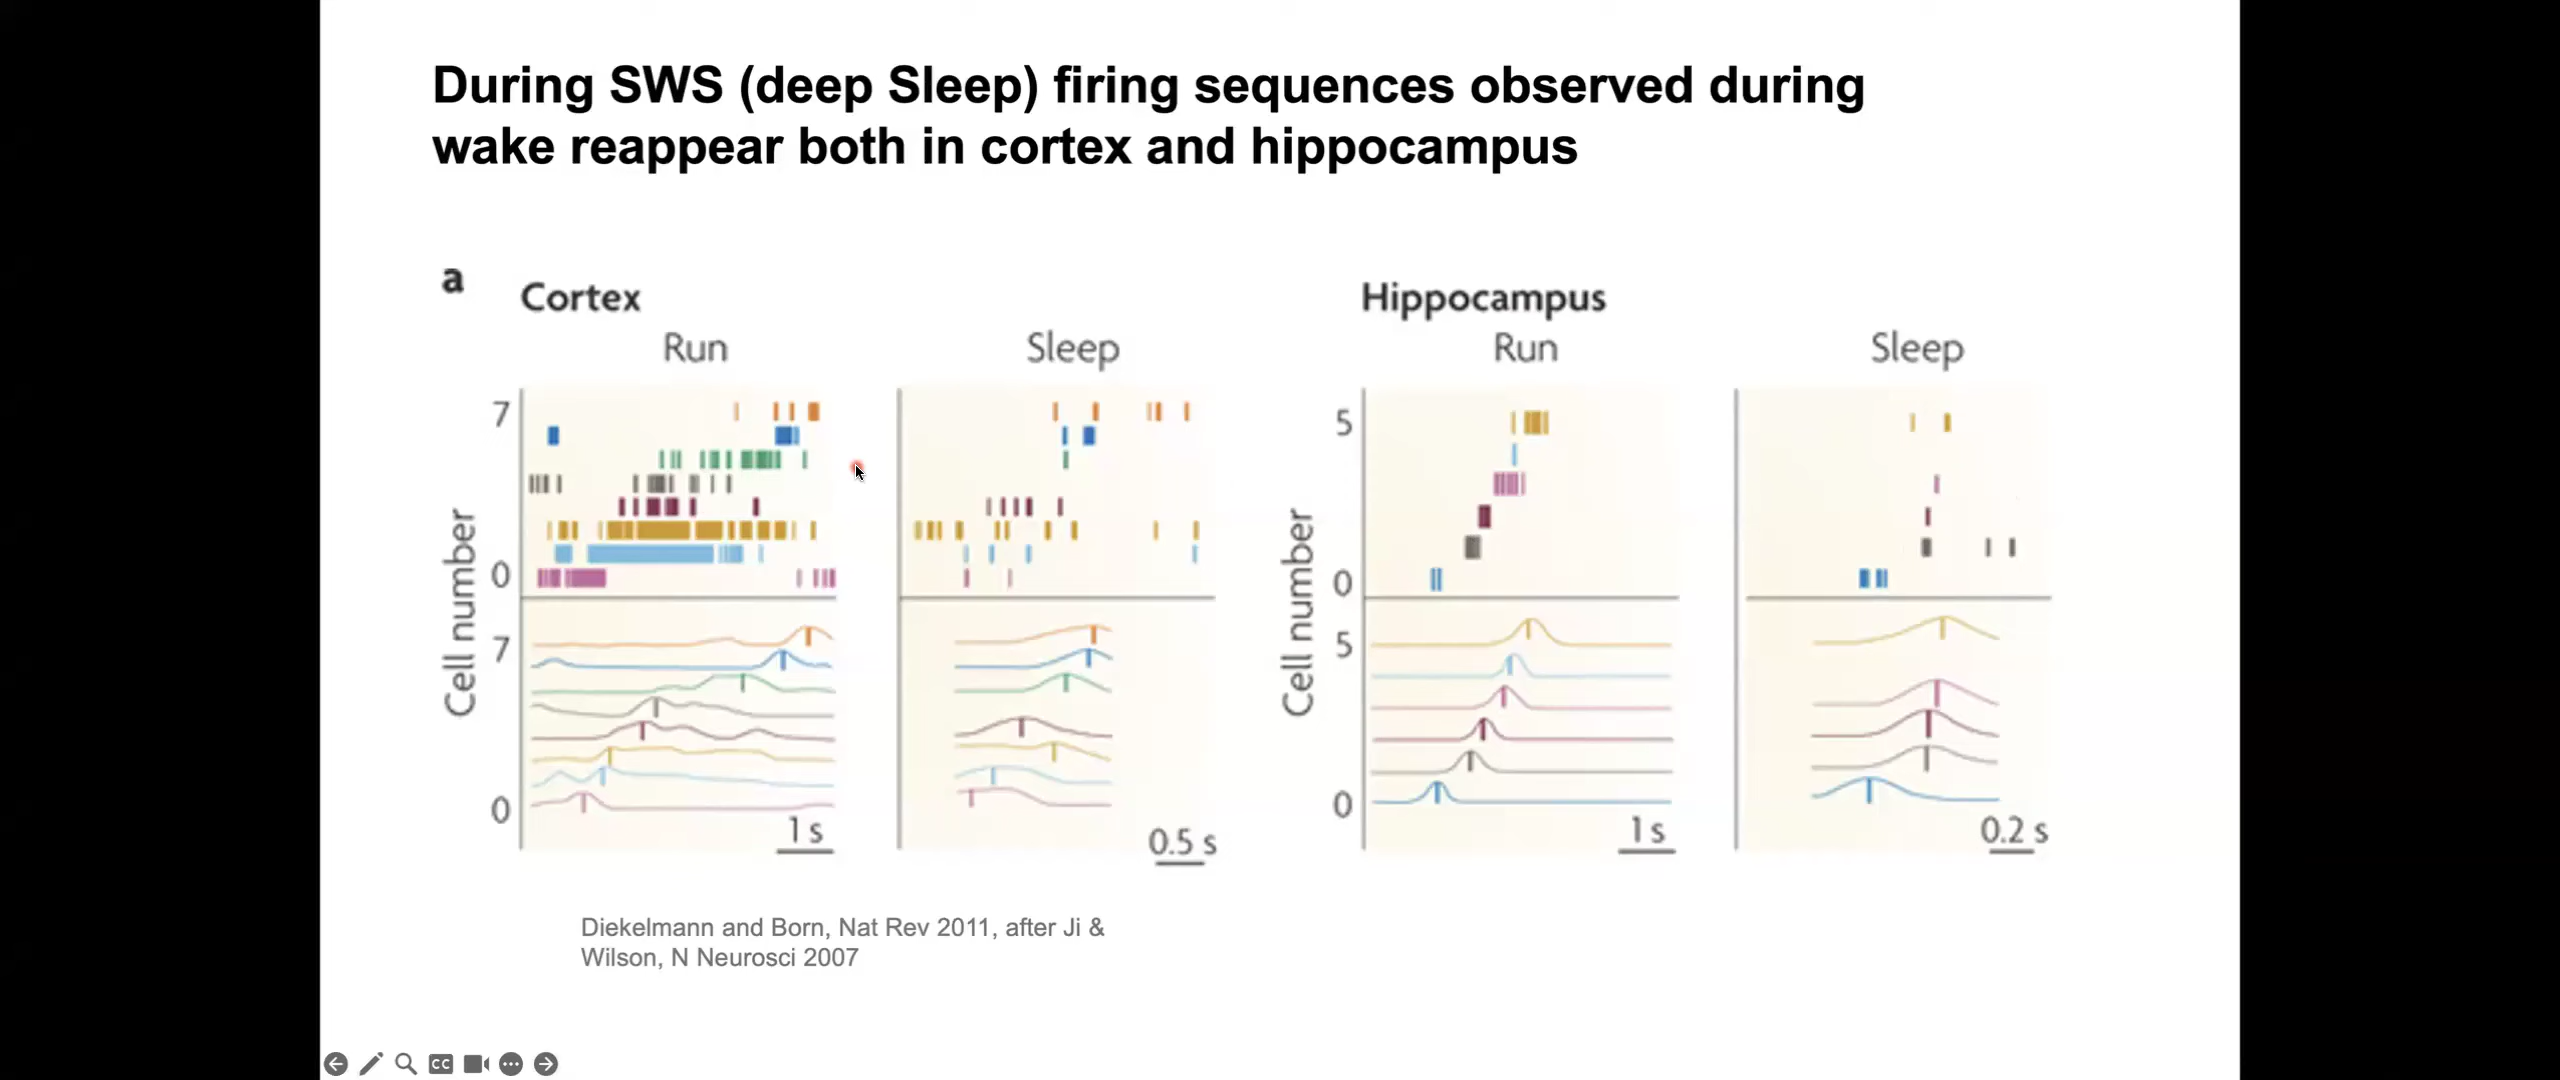 During SWS (deep Sleep) firing sequences observed during
wake reappear both in cortex and hippocampus
a
Cortex
Run
Sleep
Hippocampus
Run
Sleep
Cell number
7
0
7
0
1 s
0.5 s
Cell number
5
0
5
0
1 s
0.2 s
Diekelmann and Born, Nat Rev 2011, after Ji &
Wilson, N Neurosci 2007
CC